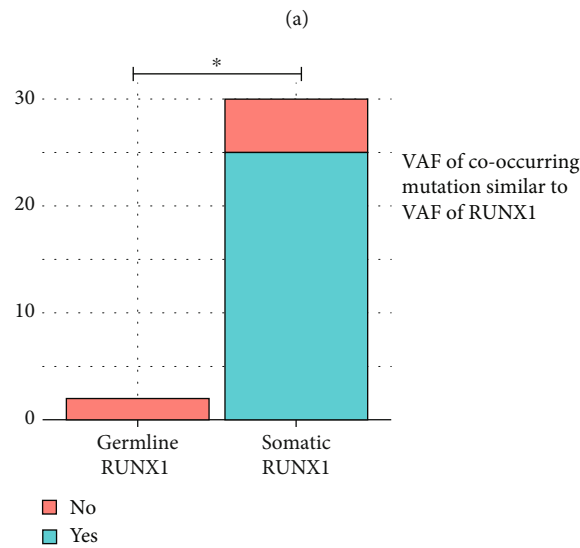 (a)
*
30
20
10
0
VAF of co-occurring
mutation similar to
VAF of RUNX1
Germline
RUNX1
Somatic
RUNX1
No
Yes